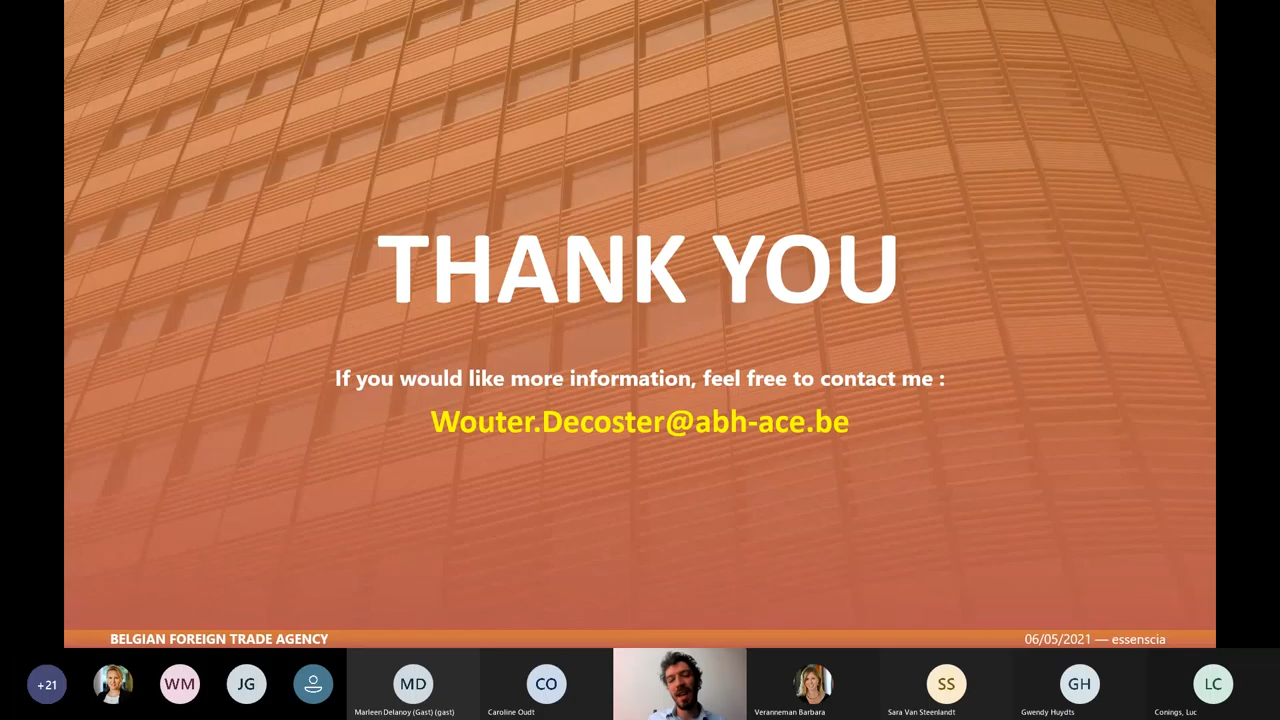 THANK YOU
If you would like more information, feel free to contact me :
Wouter.Decoster@abh-ace.be
BELGIAN FOREIGN TRADE AGENCY
06/05/2021 — essenscia
+21
WM
JG
MD
Marleen Delanoy (Gast) (gast)
CO
Caroline Oudt
Veranneman Barbara
SS
Sara Van Steenlandt
GH
Gwendy Huydts
LC
Conings, Luc